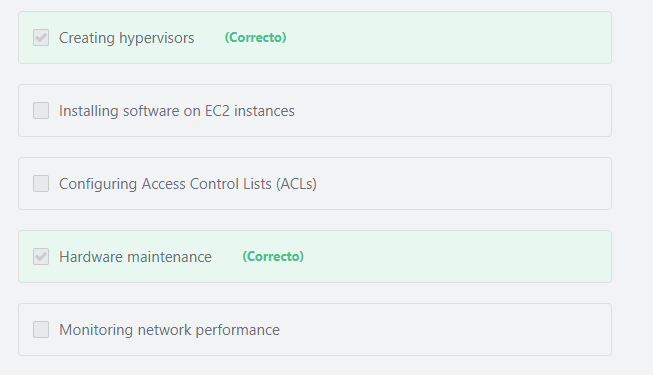 Creating hypervisors (Correcto)
Installing software on EC2 instances
Configuring Access Control Lists (ACLs)
Hardware maintenance (Correcto)
Monitoring network performance